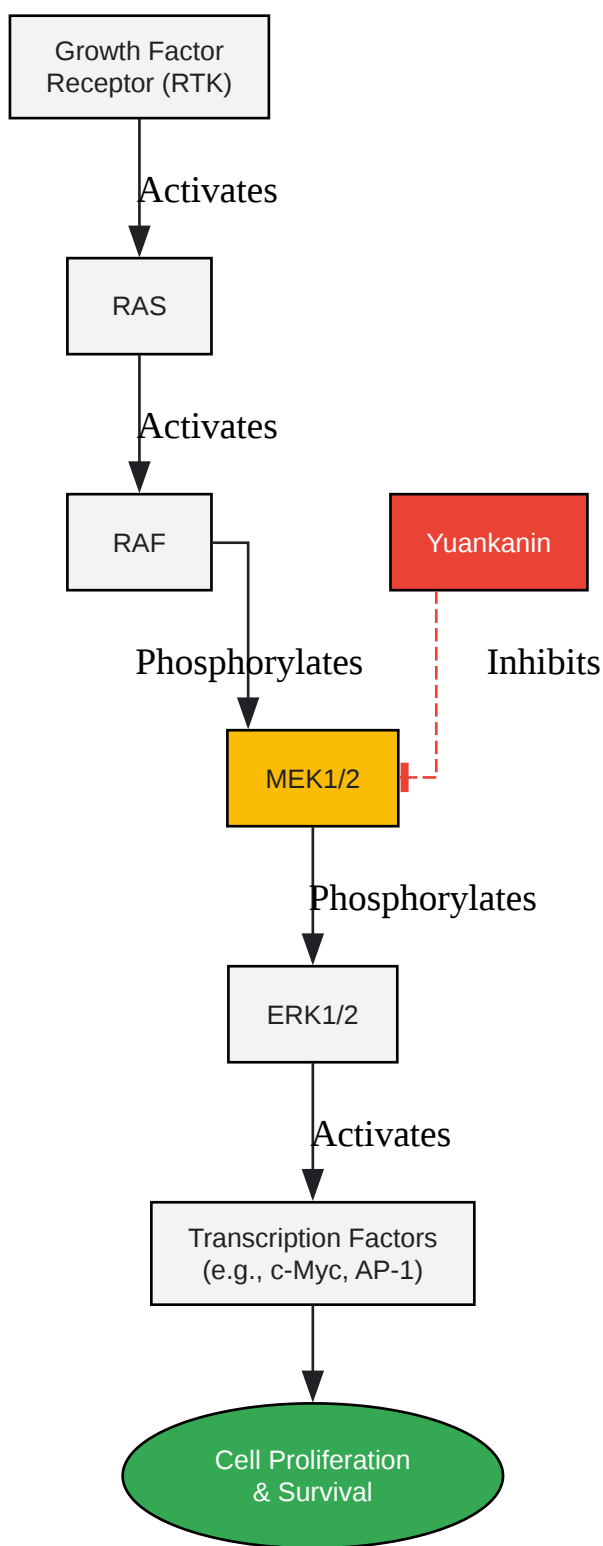 Growth Factor
Receptor (RTK)
Activates
RAS
Activates
RAF
Yuankanin
Phosphorylates
Inhibits
MEK1/2
Phosphorylates
ERK1/2
Activates
Transcription Factors
(e.g., c-Myc, AP-1)
Cell Proliferation
& Survival